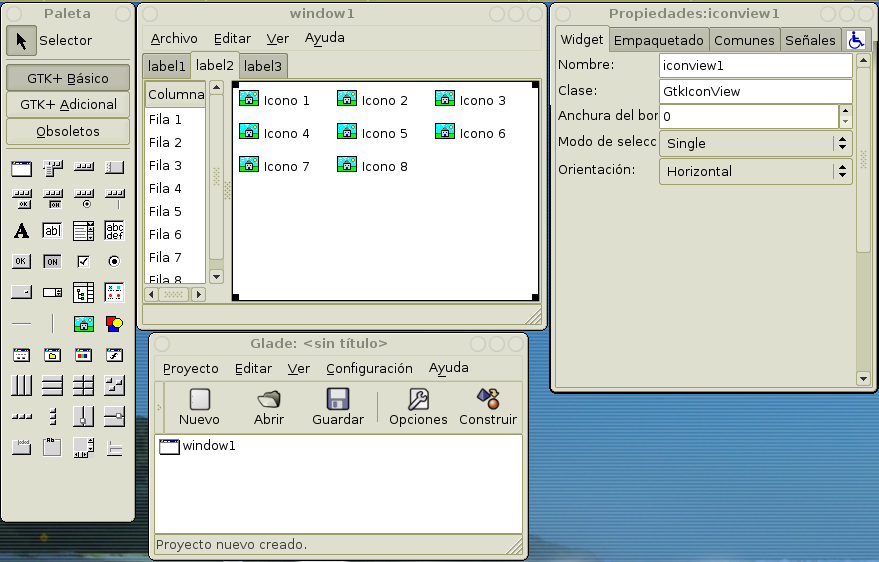 Paleta
Selector
GTK+ Básico
GTK+ Adicional
Obsoletos
window1
Archivo Editar Ver Ayuda
label1 label2 label3
Columna
Fila 1
Fila 2
Fila 3
Fila 4
Fila 5
Fila 6
Fila 7
Fila 8
Icono 1 Icono 2 Icono 3
Icono 4 Icono 5 Icono 6
Icono 7 Icono 8
Propiedades:iconview1
Widget Empaquetado Comunes Señales
Nombre: iconview1
Clase: GtkIconView
Anchura del bor 0
Modo de selecc Single
Orientación: Horizontal
Glade: <sin título>
Proyecto Editar Ver Configuración Ayuda
Nuevo Abrir Guardar Opciones Construir
window1
Proyecto nuevo creado.